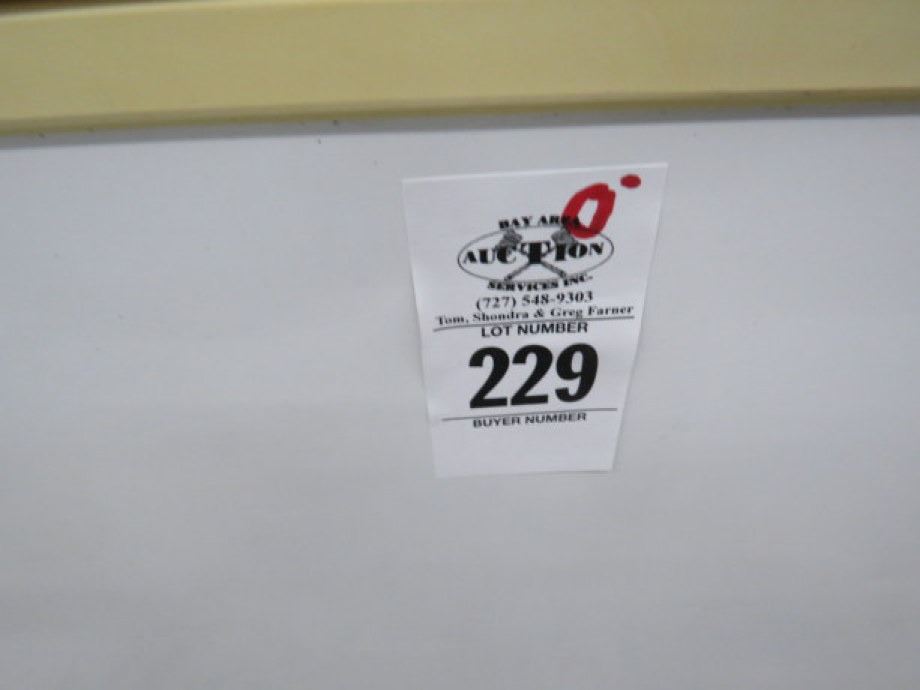 O
BAY AREA
AUCTION
SERVICES INC.
(727) 548-9303
Tom, Shondra & Greg Farner
LOT NUMBER
229
BUYER NUMBER